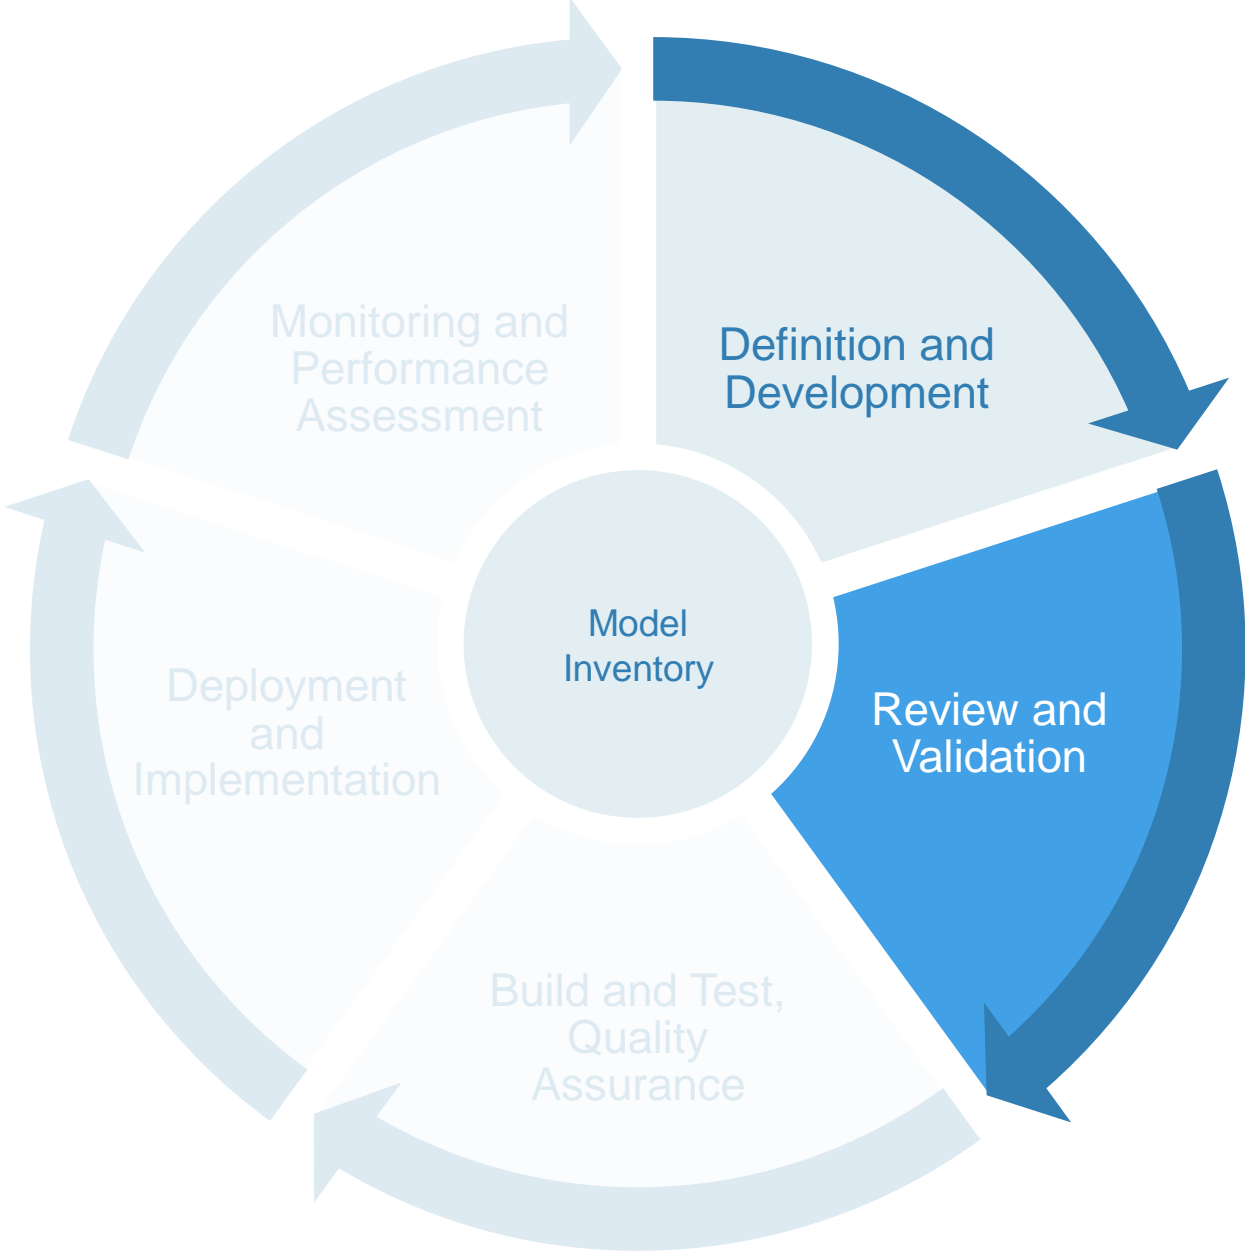 Monitoring and
Performance
Assessment
Definition and
Development
Model
Inventory
Review and
Validation
Deployment
and
Implementation
Build and Test,
Quality
Assurance